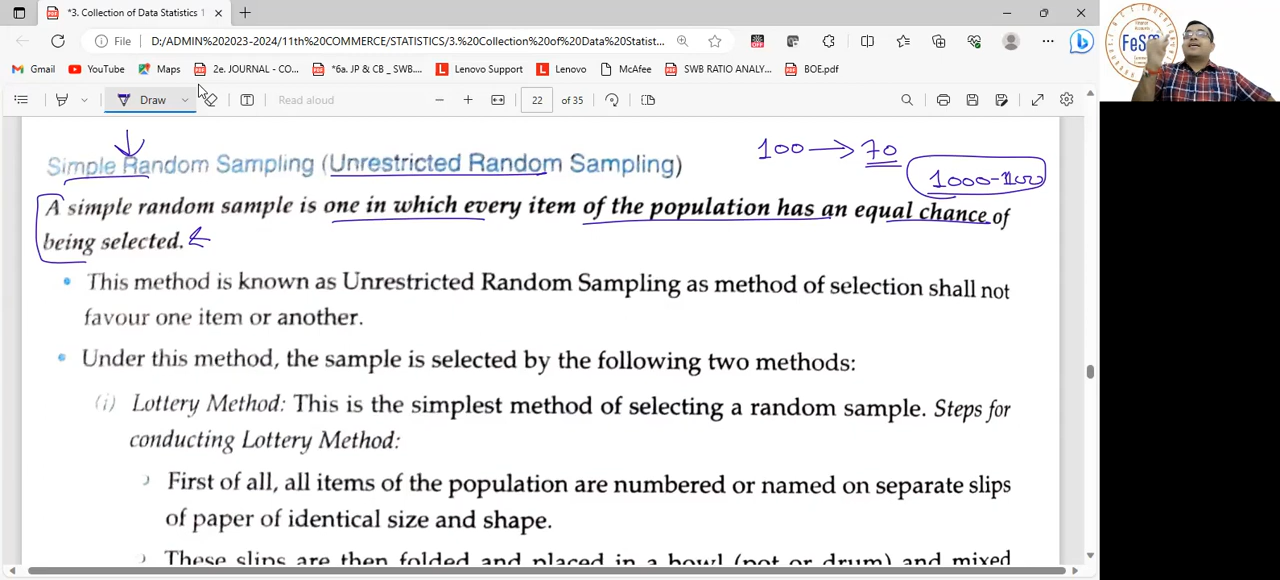 *3. Collection of Data Statistics 1
File
D:/ADMIN%202023-2024/11th%20COMMERCE/STATISTICS/3.%20Collection%20of%20Data%20Statist...
Gmail
YouTube
Maps
2e. JOURNAL - CO...
*6a. JP & CB _SWB....
Lenovo Support
Lenovo
McAfee
SWB RATIO ANALY...
BOE.pdf
Draw
Read aloud
22 of 35
FeSM
Simple Random Sampling (Unrestricted Random Sampling)
100 → 70
1000-100
A simple random sample is one in which every item of the population has an equal chance of
being selected.
• This method is known as Unrestricted Random Sampling as method of selection shall not
favour one item or another.
• Under this method, the sample is selected by the following two methods:
(i) Lottery Method: This is the simplest method of selecting a random sample. Steps for
conducting Lottery Method:
First of all, all items of the population are numbered or named on separate slips
of paper of identical size and shape.
These slips are then folded and placed in a bowl (pot or drum) and mixed